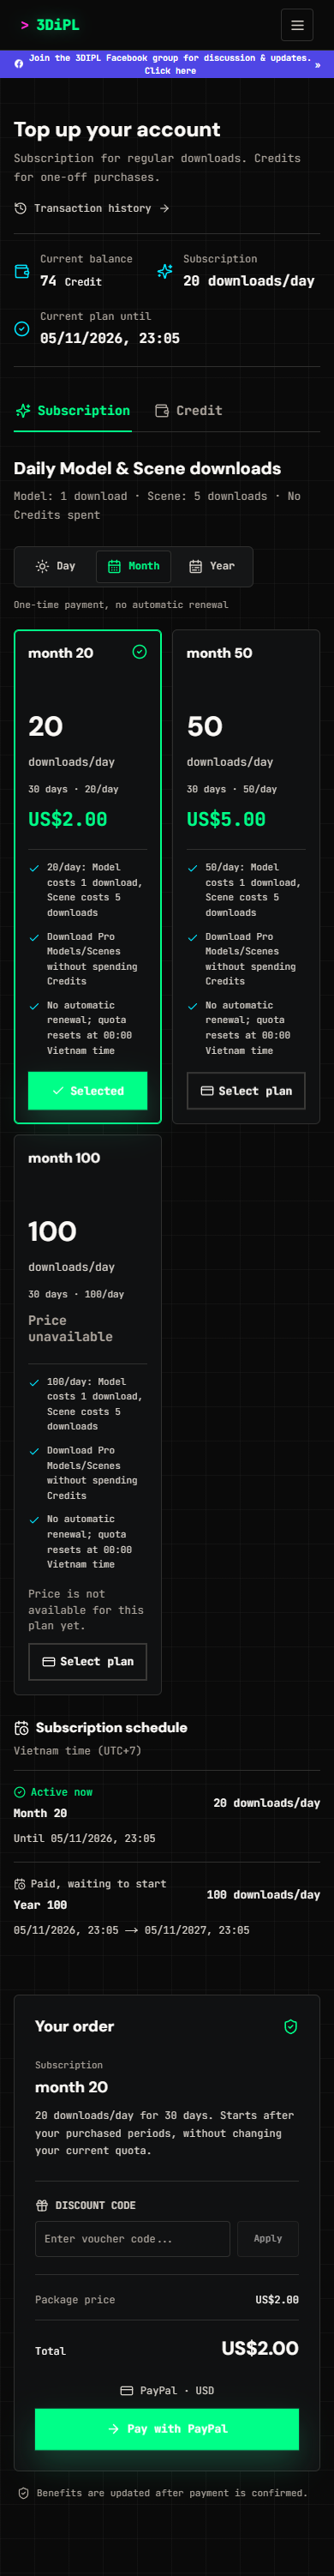 > 3DiPL
Join the 3DIPL Facebook group for discussion & updates.
Click here
»
Top up your account
Subscription for regular downloads. Credits
for one-off purchases.
Transaction history →
Current balance
74 Credit
Subscription
20 downloads/day
Current plan until
05/11/2026, 23:05
Subscription
Credit
Daily Model & Scene downloads
Model: 1 download · Scene: 5 downloads · No
Credits spent
Day
Month
Year
One-time payment, no automatic renewal
month 20
20
downloads/day
30 days · 20/day
US$2.00
20/day: Model
costs 1 download,
Scene costs 5
downloads
Download Pro
Models/Scenes
without spending
Credits
No automatic
renewal; quota
resets at 00:00
Vietnam time
Selected
month 50
50
downloads/day
30 days · 50/day
US$5.00
50/day: Model
costs 1 download,
Scene costs 5
downloads
Download Pro
Models/Scenes
without spending
Credits
No automatic
renewal; quota
resets at 00:00
Vietnam time
Select plan
month 100
100
downloads/day
30 days · 100/day
Price
unavailable
100/day: Model
costs 1 download,
Scene costs 5
downloads
Download Pro
Models/Scenes
without spending
Credits
No automatic
renewal; quota
resets at 00:00
Vietnam time
Price is not
available for this
plan yet.
Select plan
Subscription schedule
Vietnam time (UTC+7)
Active now
Month 20
20 downloads/day
Until 05/11/2026, 23:05
Paid, waiting to start
Year 100
100 downloads/day
05/11/2026, 23:05 → 05/11/2027, 23:05
Your order
Subscription
month 20
20 downloads/day for 30 days. Starts after
your purchased periods, without changing
your current quota.
DISCOUNT CODE
Enter voucher code...
Apply
Package price
US$2.00
Total
US$2.00
PayPal · USD
→ Pay with PayPal
Benefits are updated after payment is confirmed.